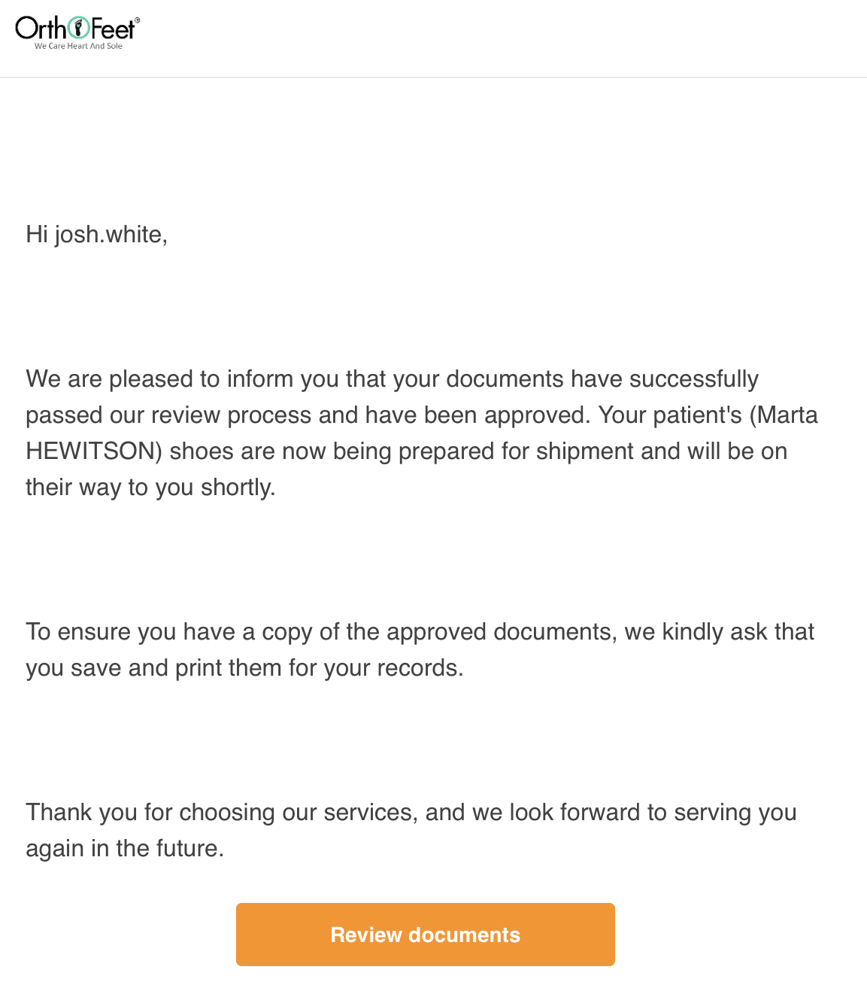 OrthoFeet®
We Care Heart And Sole
Hi josh.white,
We are pleased to inform you that your documents have successfully
passed our review process and have been approved. Your patient's (Marta
HEWITSON) shoes are now being prepared for shipment and will be on
their way to you shortly.
To ensure you have a copy of the approved documents, we kindly ask that
you save and print them for your records.
Thank you for choosing our services, and we look forward to serving you
again in the future.
Review documents